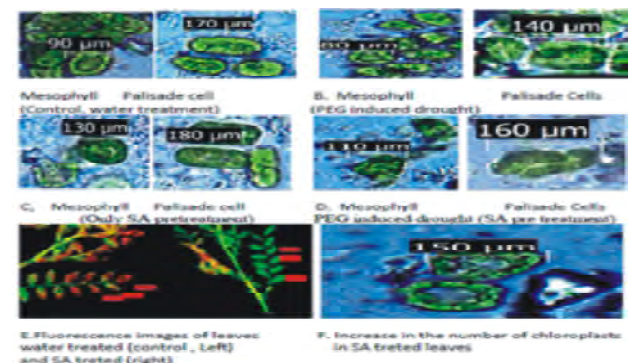 90 µm 170 µm 80 µm 140 µm
Mesophyll Palisade cell
(Control, water treatment)
B. Mesophyll Palisade Cells
(PEG induced drought)
130 µm 180 µm 110 µm 160 µm
C. Mesophyll Palisade cell
(Only SA pretreatment)
D. Mesophyll Palisade Cells
PEG induced drought (SA pre treatment)
150 µm
E.Fluorescence images of leaves
water treated (control , Left)
and SA treted (right)
F. Increase in the number of chloroplasts
in SA treted leaves